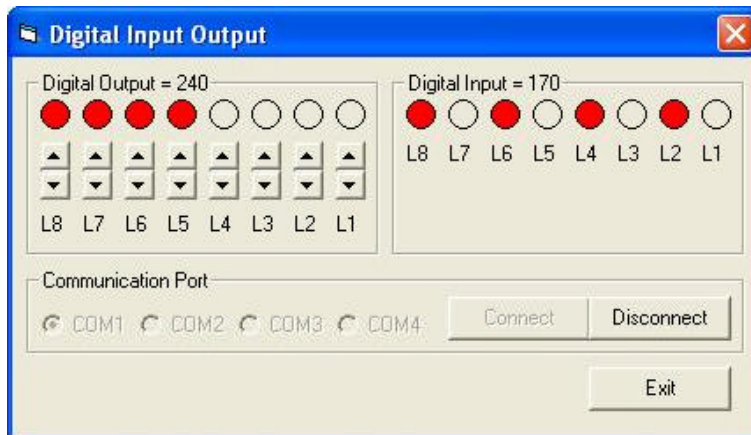 Digital Input Output
Digital Output = 240
L8 L7 L6 L5 L4 L3 L2 L1
Digital Input = 170
L8 L7 L6 L5 L4 L3 L2 L1
Communication Port
COM1 COM2 COM3 COM4 Connect Disconnect
Exit